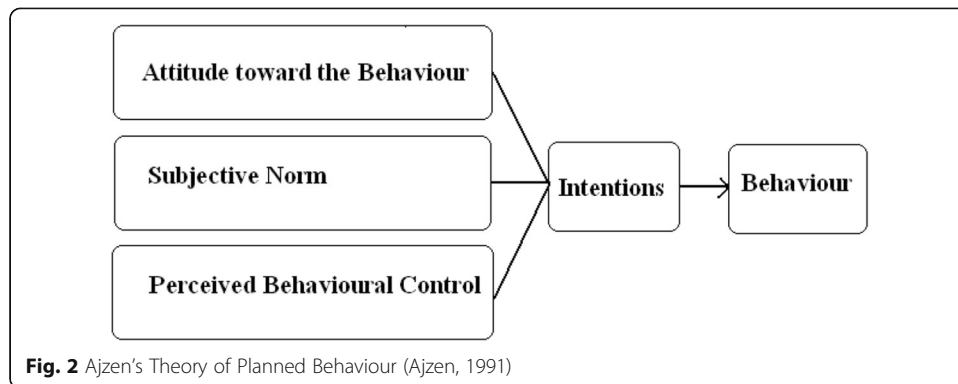 Attitude toward the Behaviour
Subjective Norm
Perceived Behavioural Control
Intentions
Behaviour
Fig. 2 Ajzen's Theory of Planned Behaviour (Ajzen, 1991)